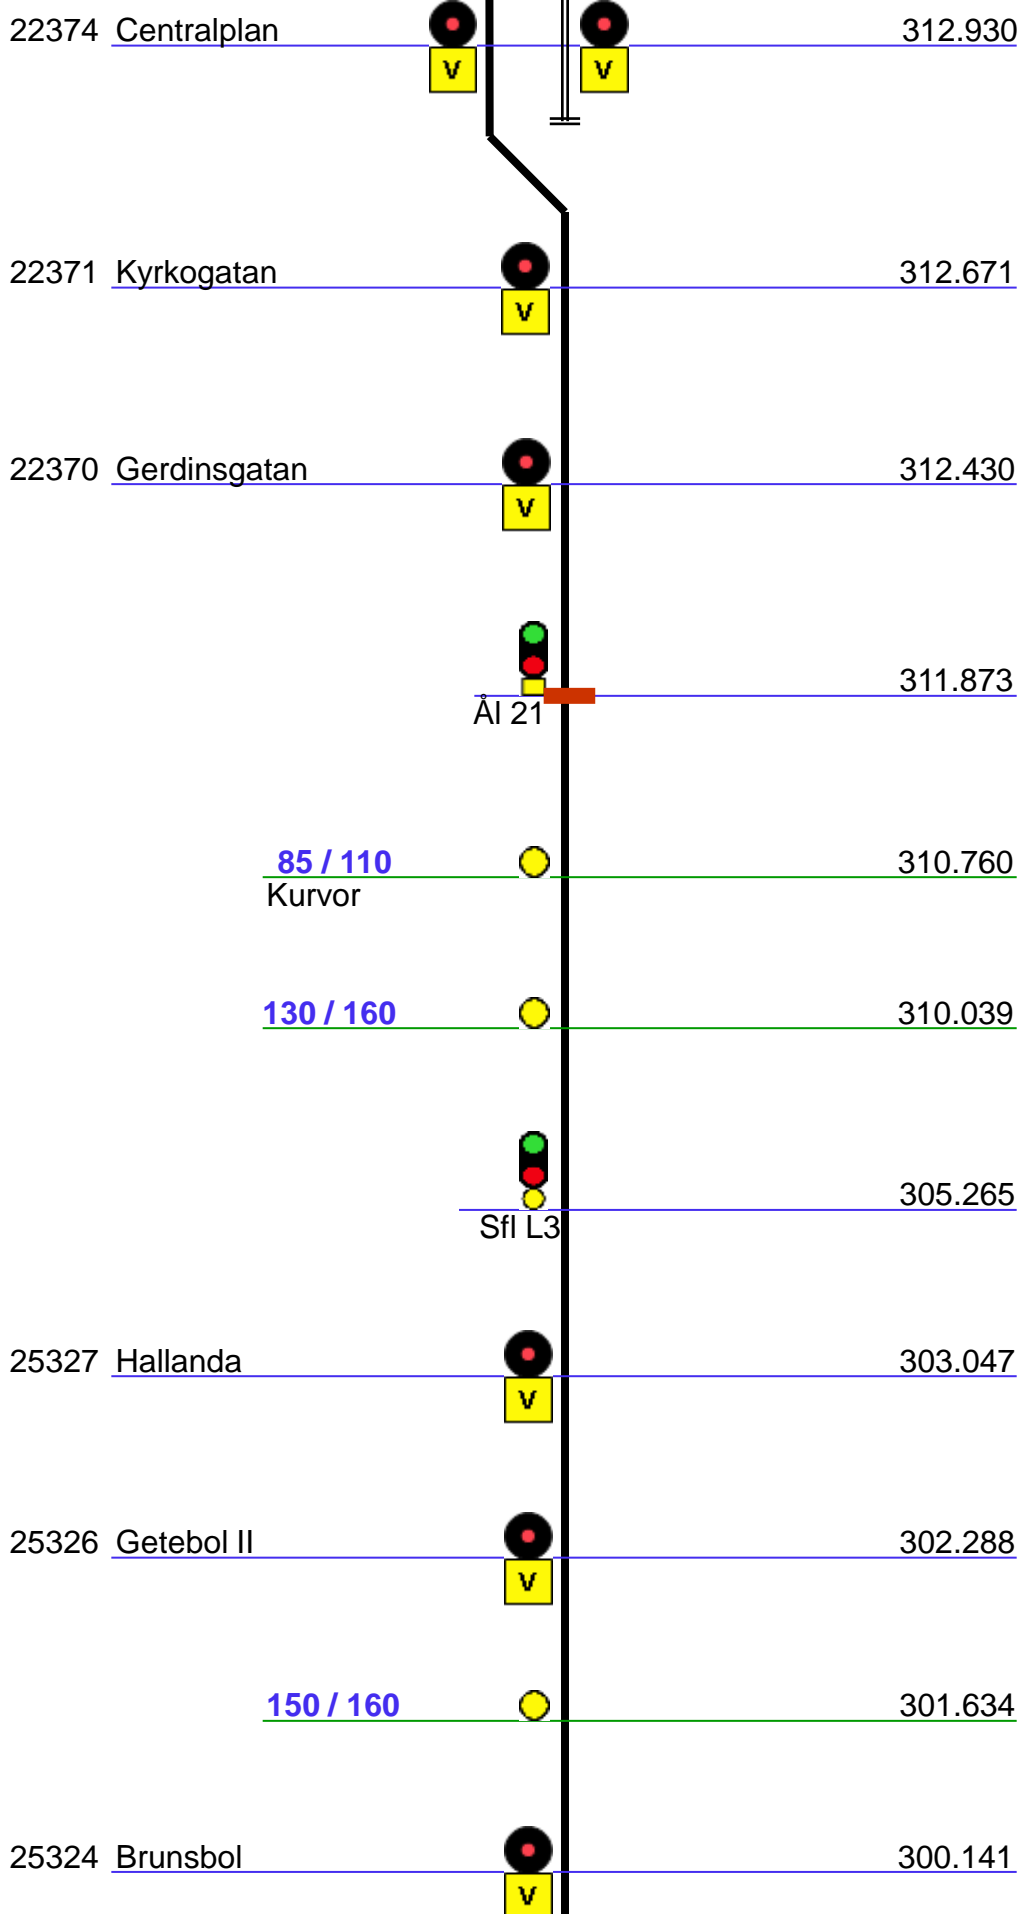 22374 Centralplan 312.930
V V
22371 Kyrkogatan 312.671
V
22370 Gerdinsgatan 312.430
V
311.873
Ål 21
85 / 110 310.760
Kurvor
130 / 160 310.039
305.265
Sfl L3
25327 Hallanda 303.047
V
25326 Getebol II 302.288
V
150 / 160 301.634
25324 Brunsbol 300.141
V